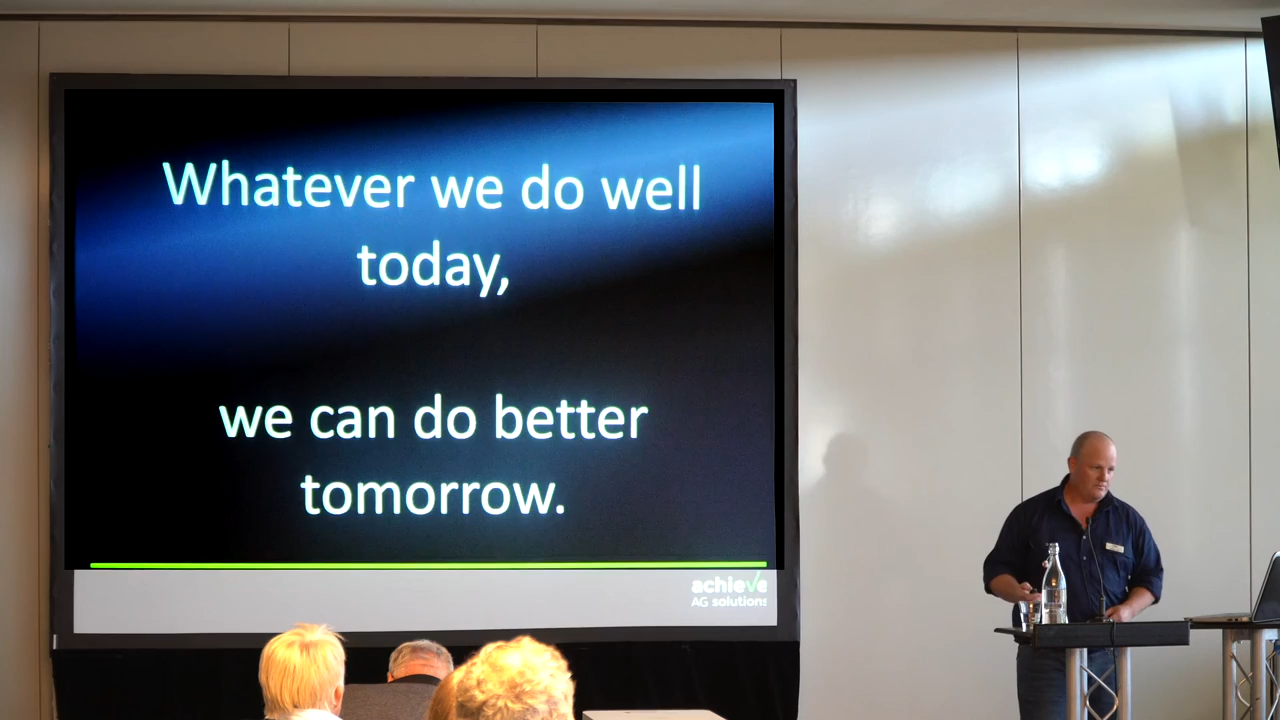 Whatever we do well
today,
we can do better
tomorrow.
achieve
AG solutions